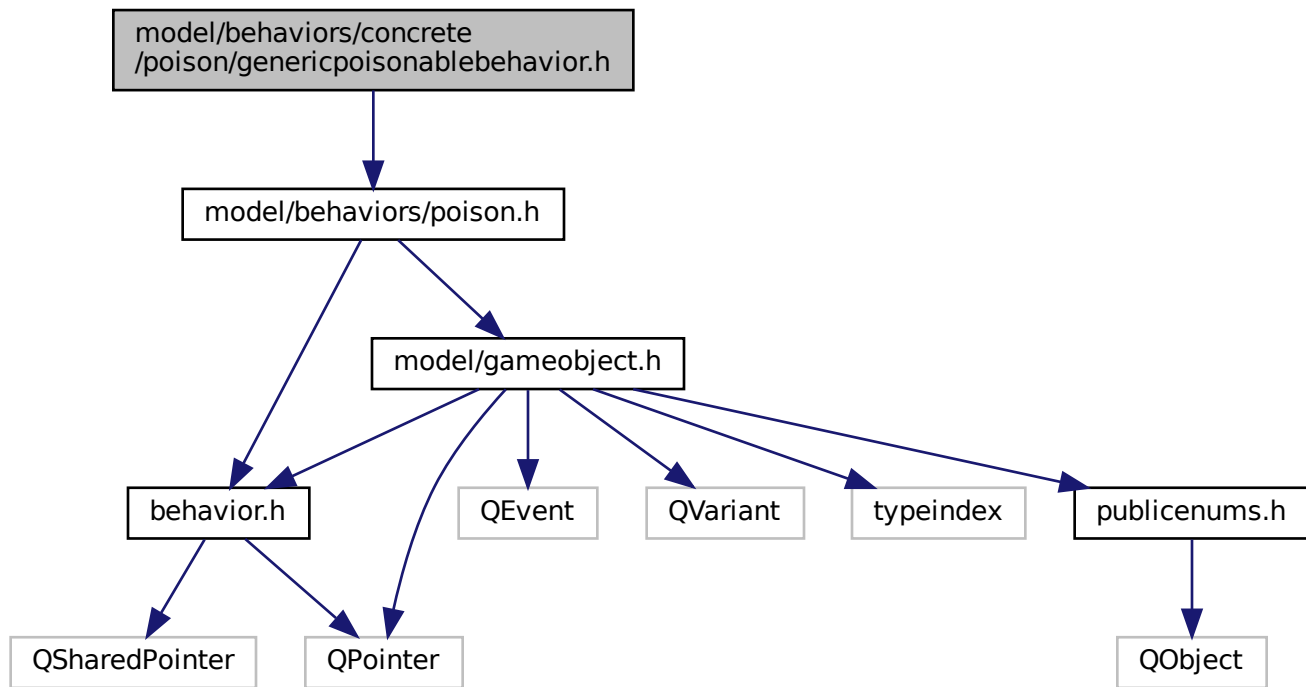 model/behaviors/concrete
/poison/genericpoisonablebehavior.h
model/behaviors/poison.h
model/gameobject.h
behavior.h
QEvent
QVariant
typeindex
publicenums.h
QSharedPointer
QPointer
QObject